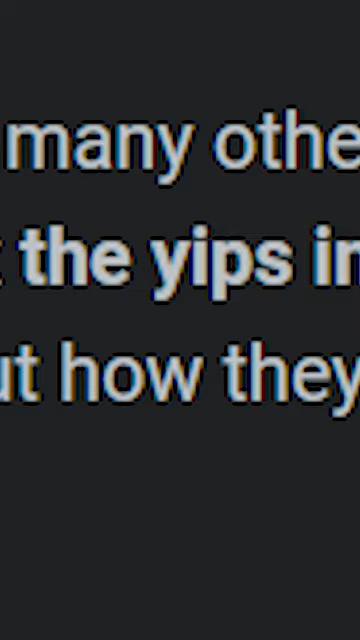 many othe
the yips in
ut how they